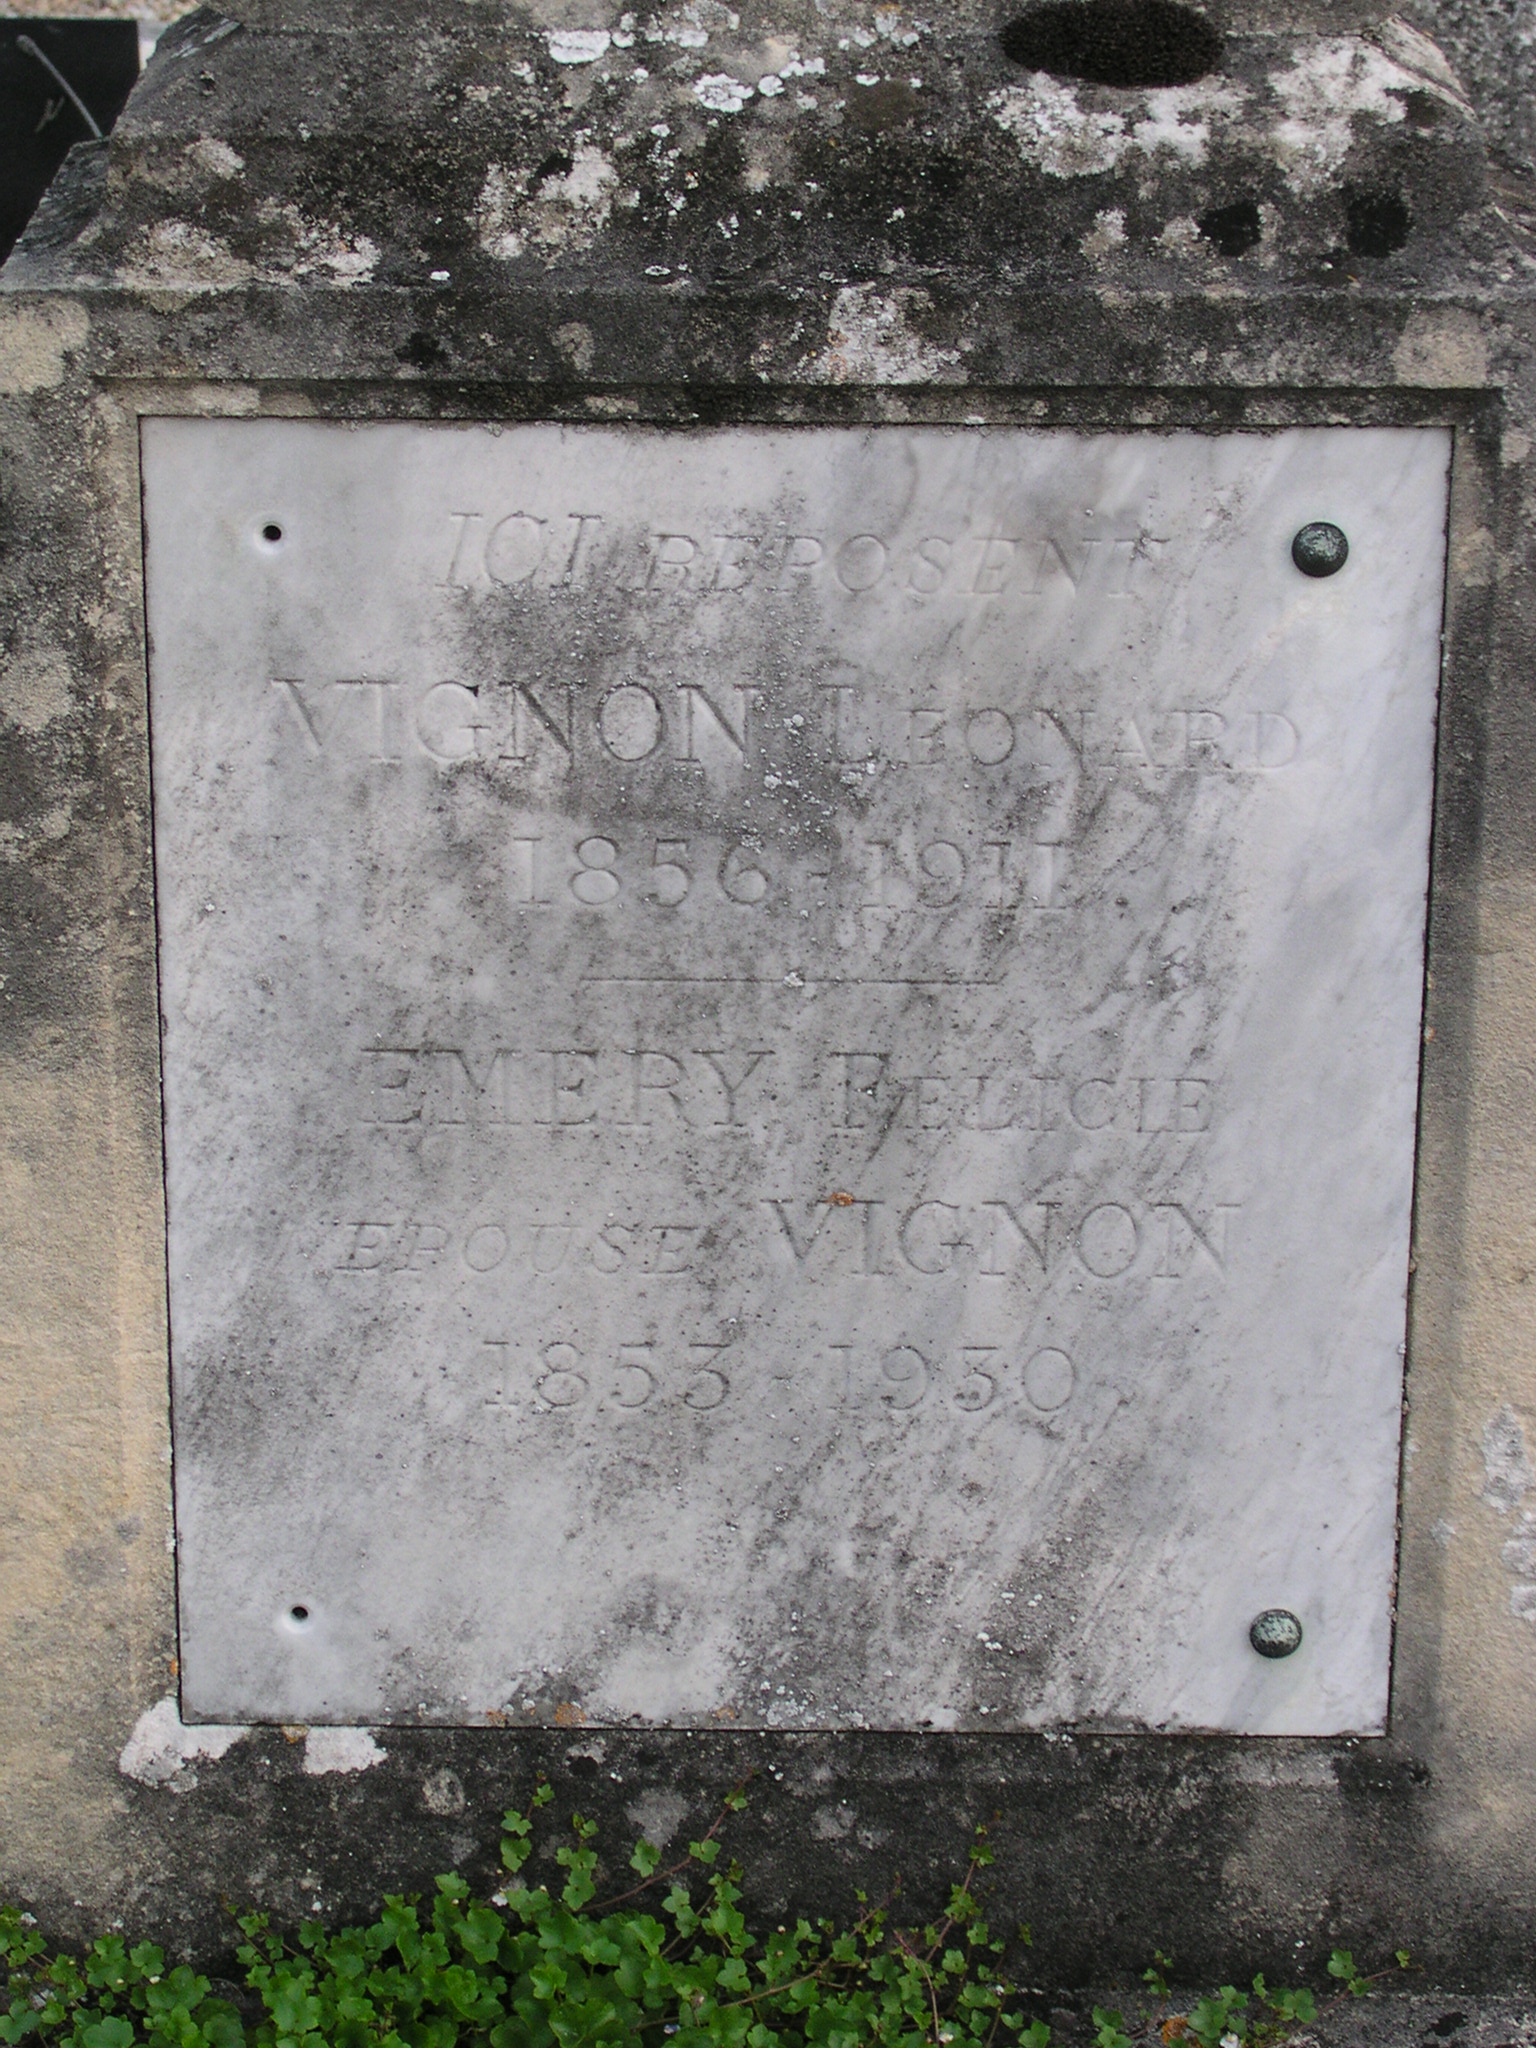 ICI REPOSENT
VIGNON LEONARD
1856-1911
EMERY FELICIE
EPOUSE VIGNON
1853-1930